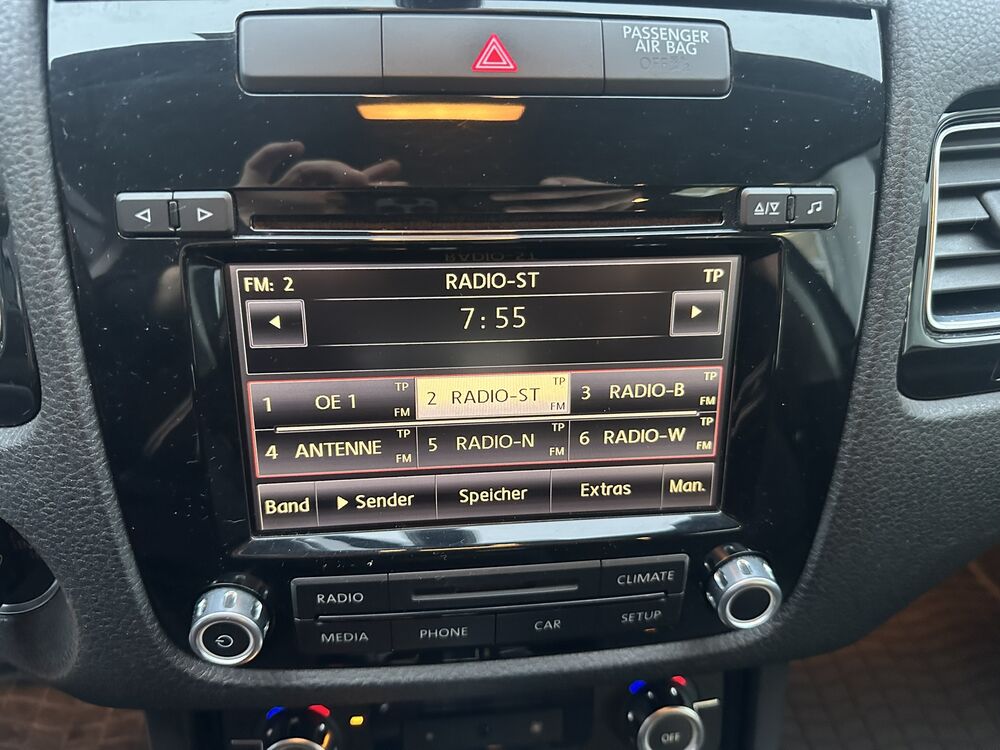 PASSENGER
AIR BAG
OFF
FM: 2 RADIO-ST TP
7:55
1 OE 1 TP FM
2 RADIO-ST TP FM
3 RADIO-B TP FM
4 ANTENNE TP FM
5 RADIO-N TP FM
6 RADIO-W TP FM
Band Sender Speicher Extras Man.
RADIO CLIMATE
MEDIA PHONE CAR SETUP
OFF